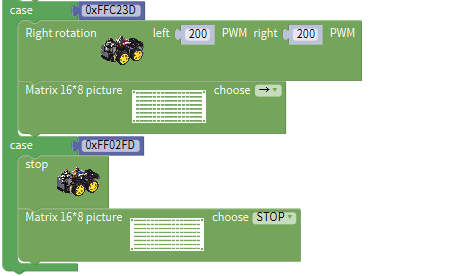 case 0xFFC23D
Right rotation left 200 PWM right 200 PWM
Matrix 16*8 picture choose →
case 0xFF02FD
stop
Matrix 16*8 picture choose STOP